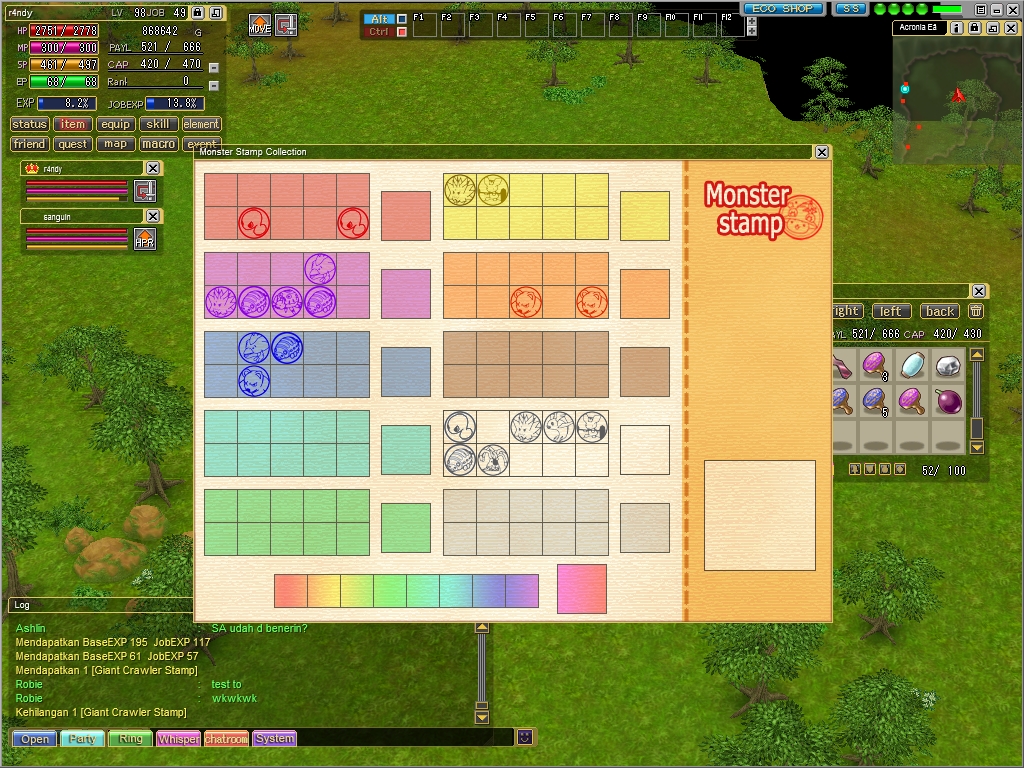 r4ndy LV 98 JOB 49
HP 2751 / 2778 868642 G
MP 300 / 300 PAYL 521 / 666
SP 461 / 497 CAP 420 / 470
EP 68 / 68 Rank 0
EXP 8.2% JOBEXP 13.8%
status item equip skill element
friend quest map macro event
MOVE
Alt F1 F2 F3 F4 F5 F6 F7 F8 F9 F10 F11 F12
Ctrl
ECO SHOP SS
Acronia Ea
r4ndy
sanguin
APR
Monster Stamp Collection
Monster
stamp
left back
521/ 666 CAP 420/ 430
3
5
52/ 100
Log
Ashlin : SA udah d benerin?
Mendapatkan BaseEXP 195 JobEXP 117
Mendapatkan BaseEXP 61 JobEXP 57
Mendapatkan 1 [Giant Crawler Stamp]
Robie : test to
Robie : wkwkwk
Kehilangan 1 [Giant Crawler Stamp]
Open Party Ring Whisper chatroom System